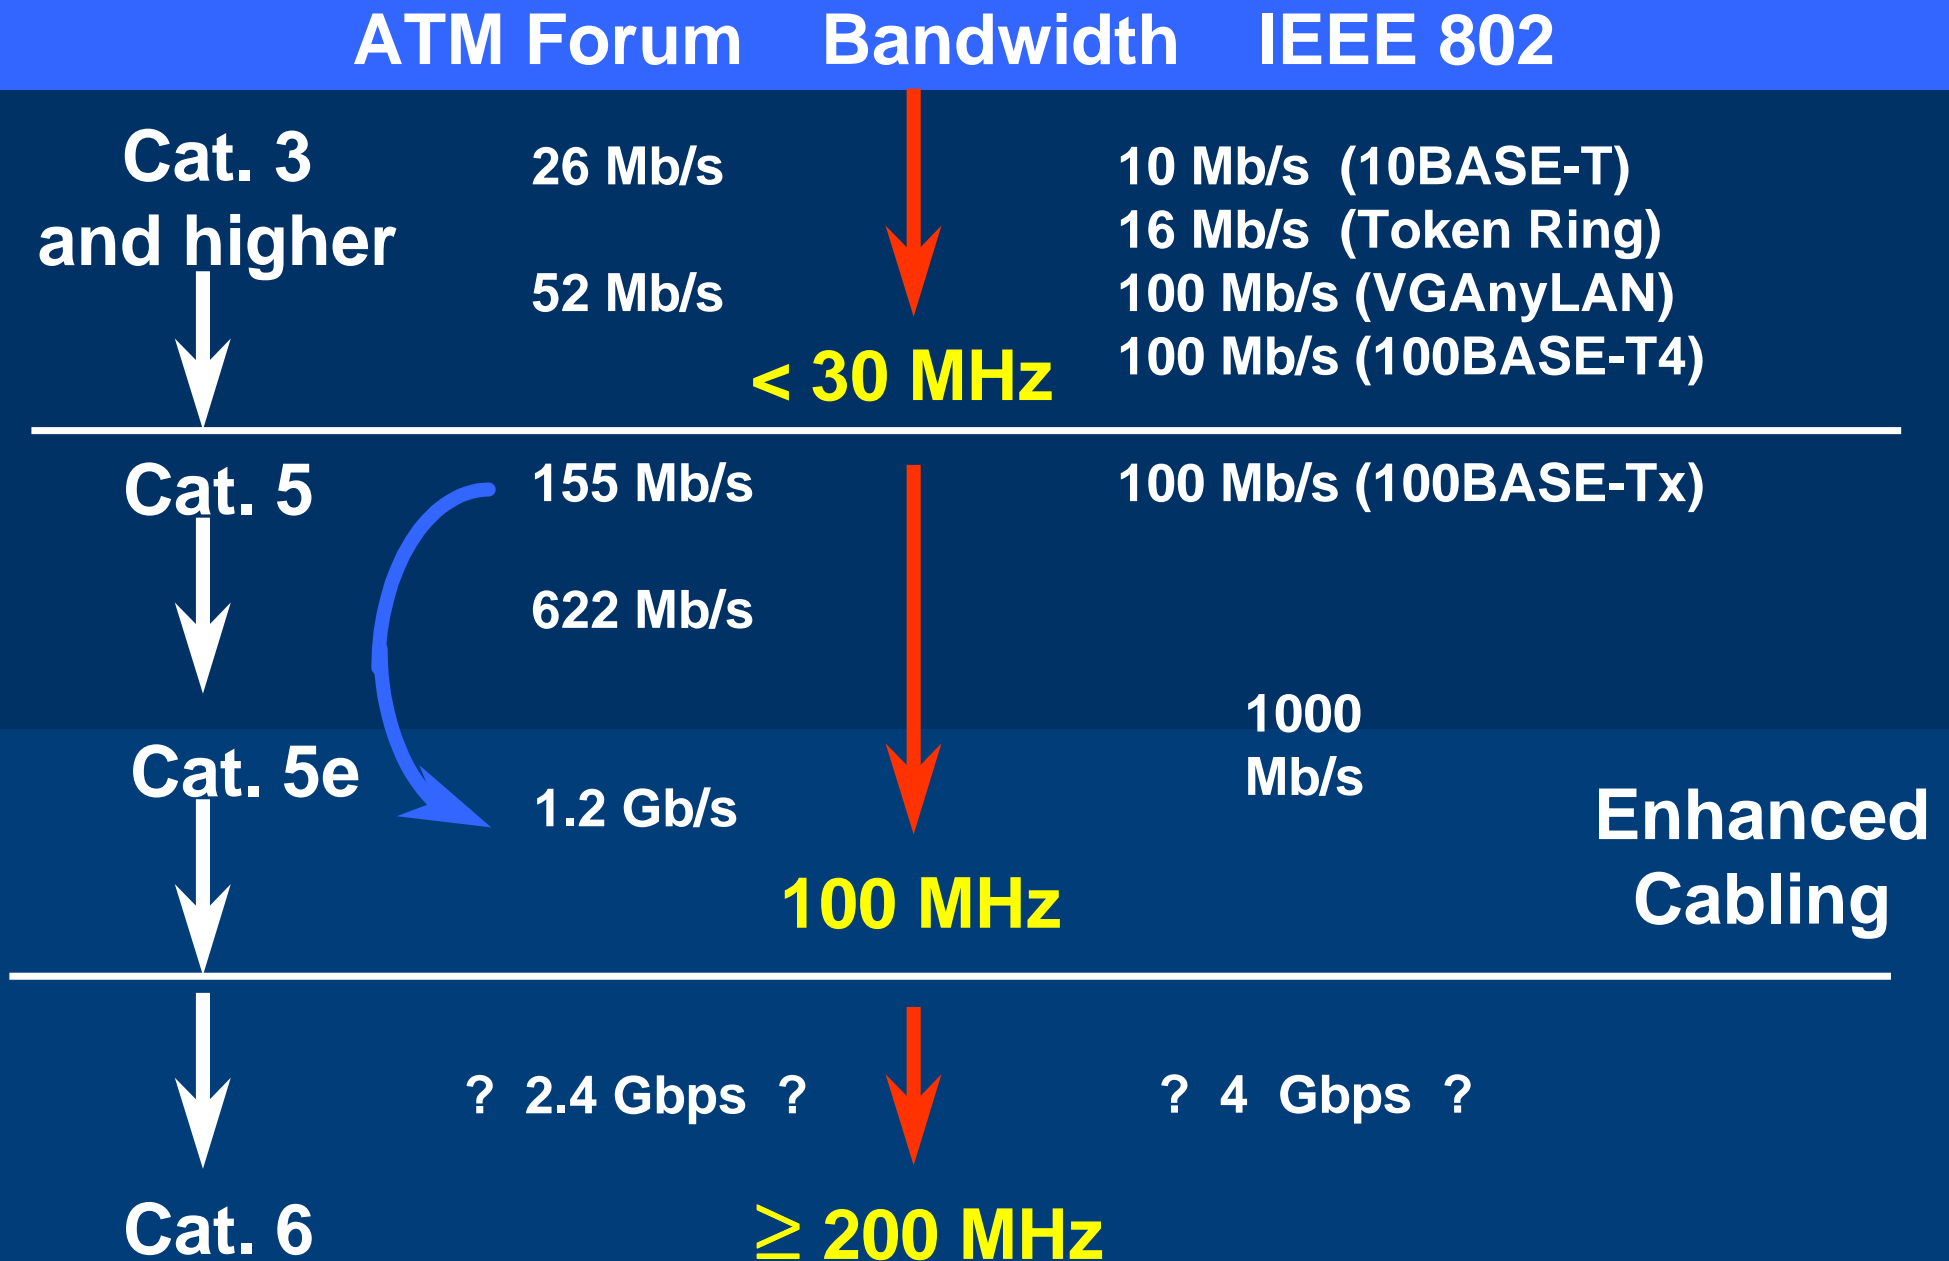 ATM Forum Bandwidth IEEE 802
Cat. 3
and higher
26 Mb/s
52 Mb/s
< 30 MHz
10 Mb/s (10BASE-T)
16 Mb/s (Token Ring)
100 Mb/s (VGAnyLAN)
100 Mb/s (100BASE-T4)
Cat. 5
155 Mb/s
100 Mb/s (100BASE-Tx)
622 Mb/s
1000
Mb/s
Cat. 5e
1.2 Gb/s
Enhanced
Cabling
100 MHz
? 2.4 Gbps ?
? 4 Gbps ?
Cat. 6
≥ 200 MHz